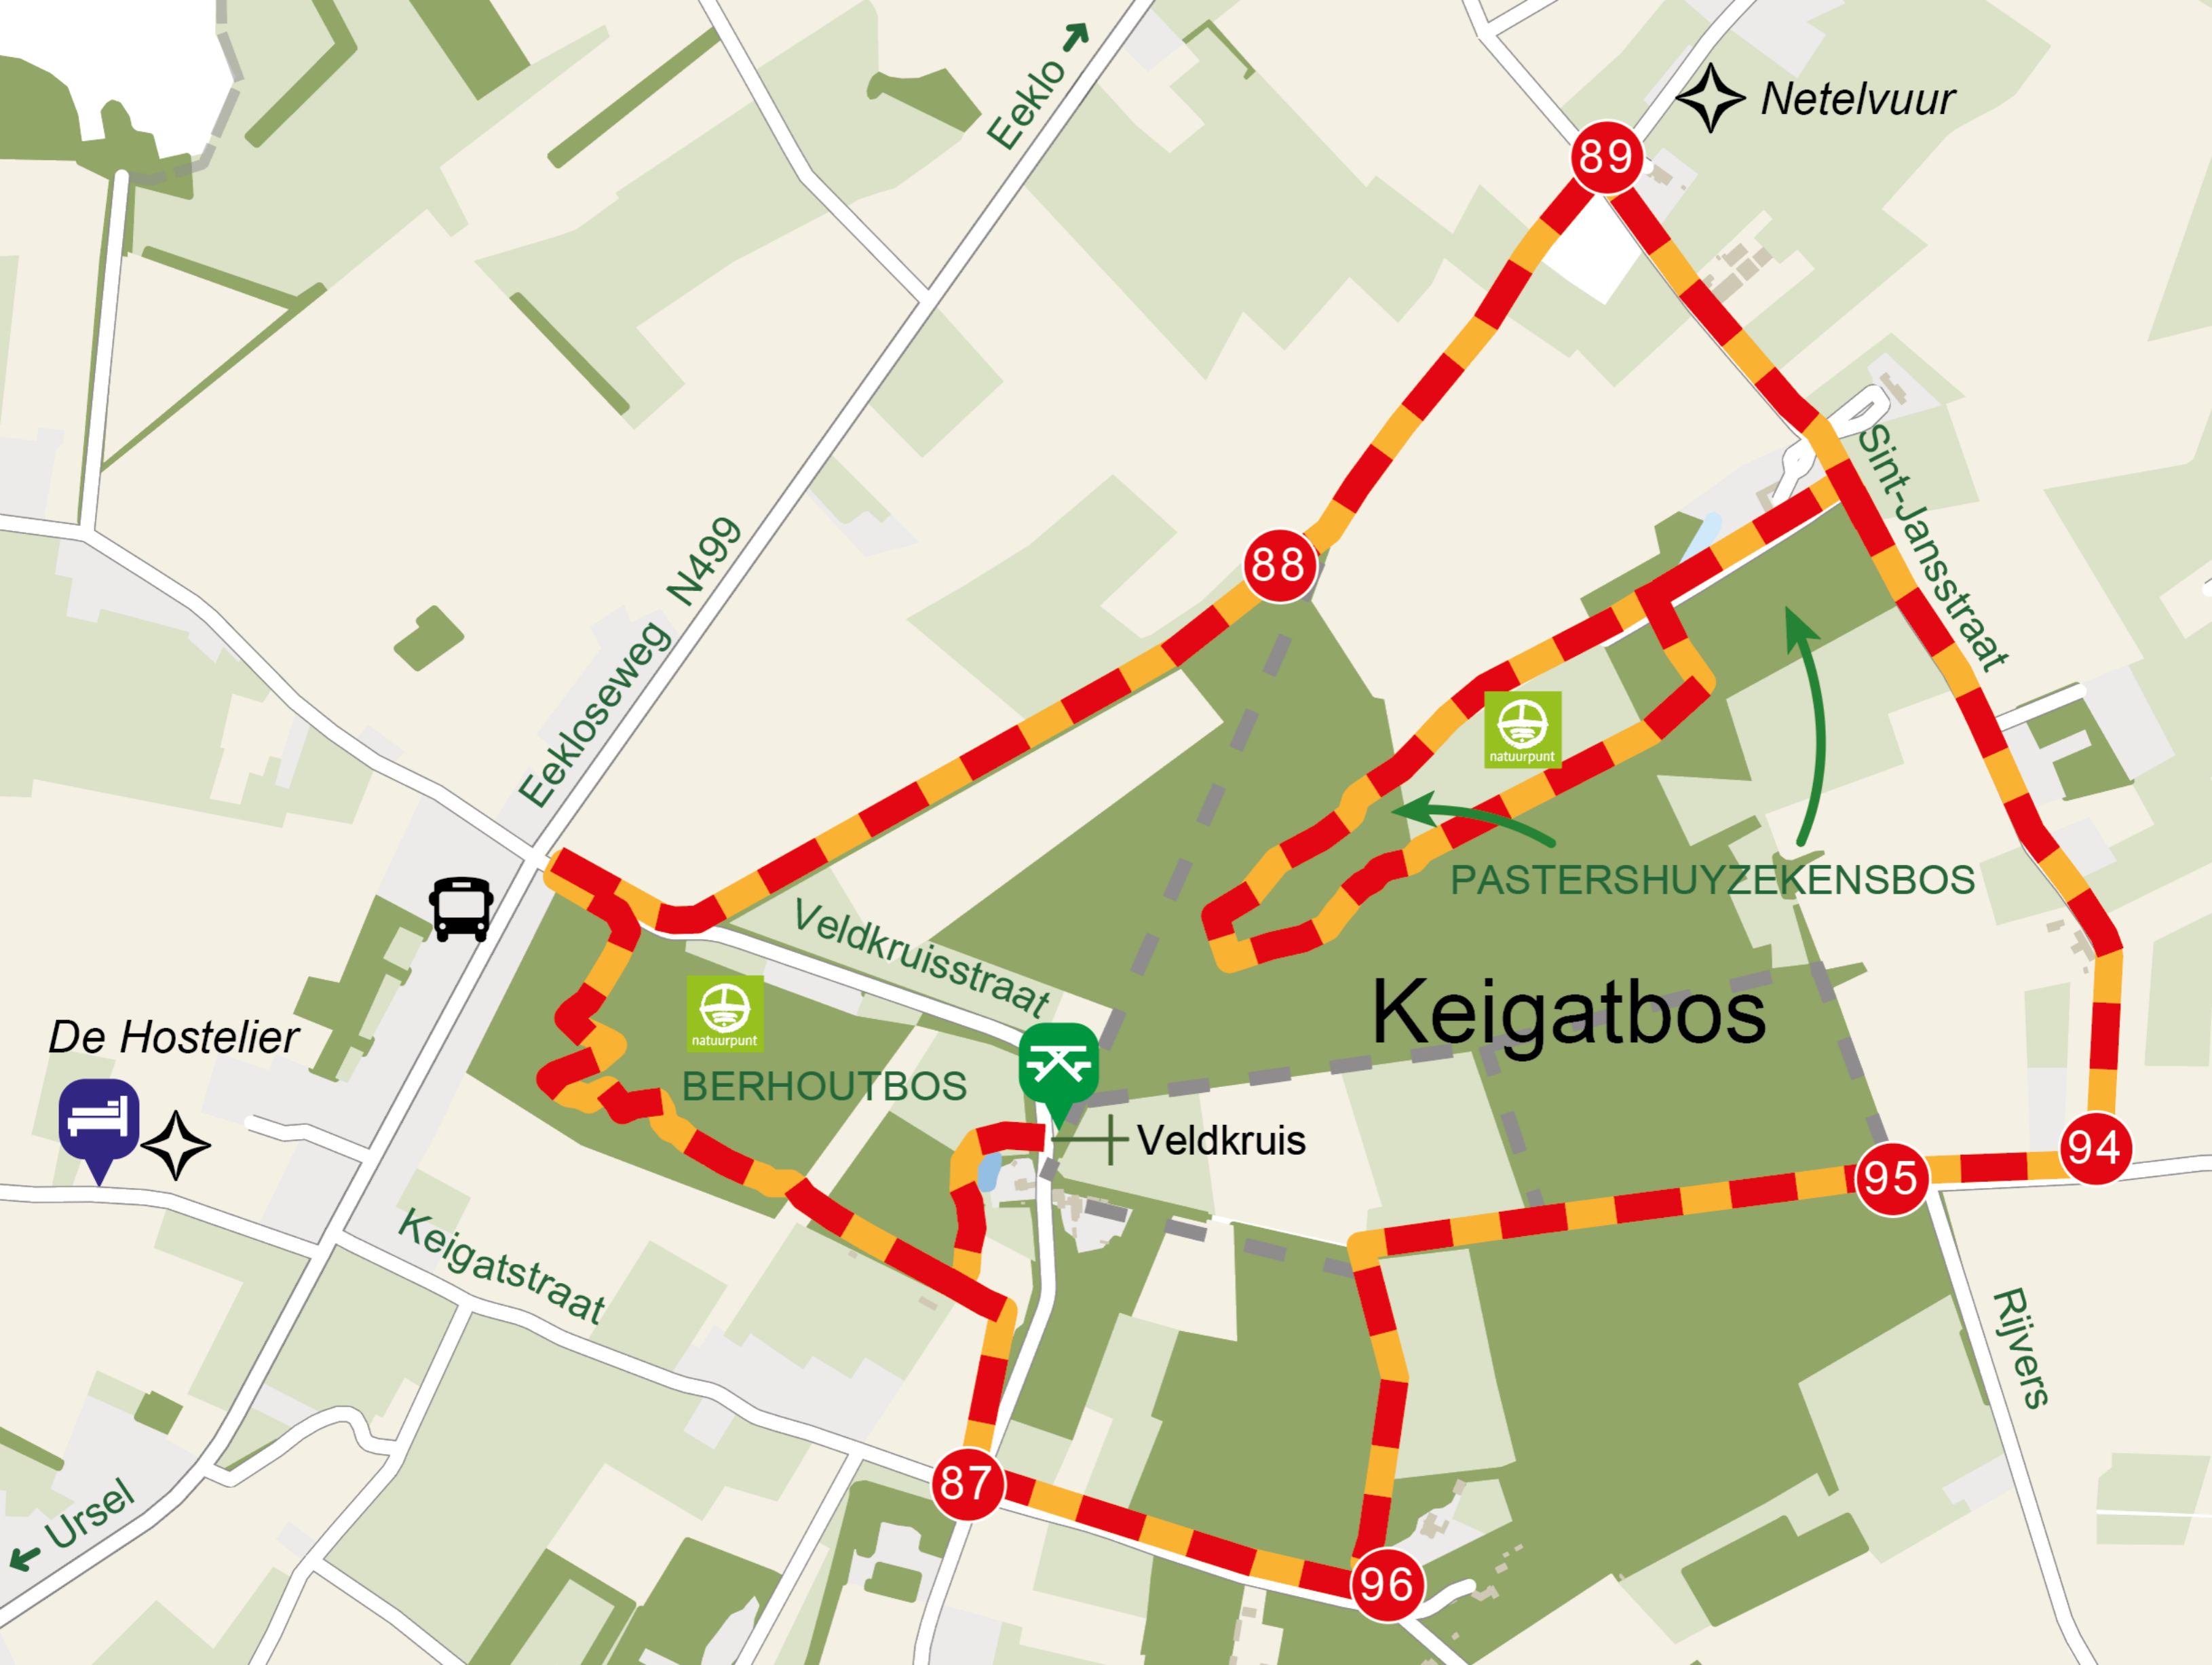 Eeklo
Netelvuur
89
N499
Eekloseweg
88
Sint-Jansstraat
natuurpunt
PASTERSHUYZEKENSBOS
Veldkruisstraat
Keigatbos
natuurpunt
De Hostelier
BERHOUTBOS
Veldkruis
94
95
Keigatstraat
Rijvers
87
Ursel
96